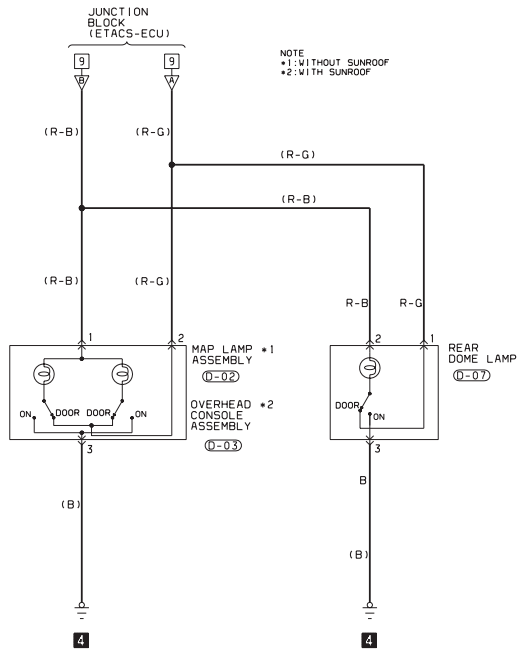 JUNCTION
BLOCK
(ETACS-ECU)
9
9
B
A
NOTE
*1:WITHOUT SUNROOF
*2:WITH SUNROOF
(R-B)
(R-G)
(R-G)
(R-B)
(R-B)
(R-G)
R-B
R-G
1
2
2
1
MAP LAMP *1
ASSEMBLY
D-02
OVERHEAD *2
CONSOLE
ASSEMBLY
D-03
REAR
DOME LAMP
D-07
ON
DOOR
DOOR
ON
DOOR
ON
3
3
(B)
B
(B)
4
4